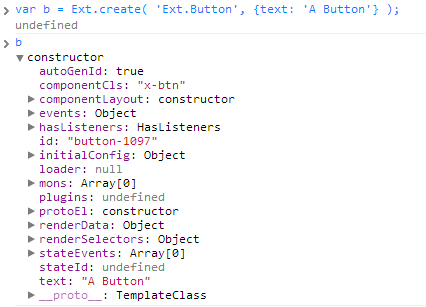 > var b = Ext.create( 'Ext.Button', {text: 'A Button'} );
undefined
> b
▼ constructor
autoGenId: true
componentCls: "x-btn"
▶ componentLayout: constructor
▶ events: Object
▶ hasListeners: HasListeners
id: "button-1097"
▶ initialConfig: Object
loader: null
▶ mons: Array[0]
plugins: undefined
▶ protoEl: constructor
▶ renderData: Object
▶ renderSelectors: Object
▶ stateEvents: Array[0]
stateId: undefined
text: "A Button"
▶ __proto__: TemplateClass